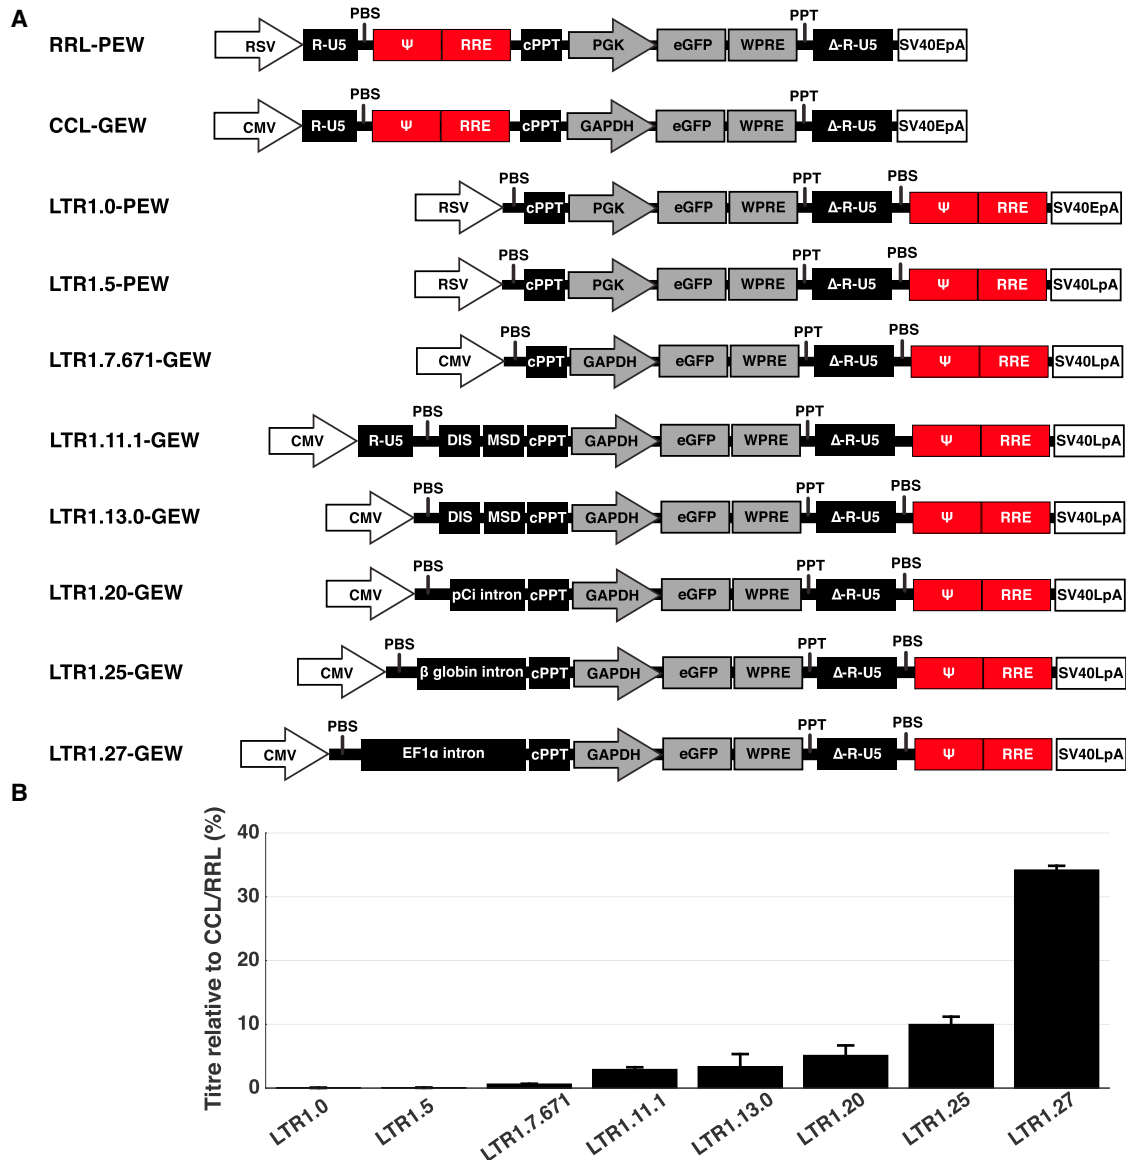 A
RRL-PEW RSV R-U5 PBS Ψ RRE cPPT PGK eGFP WPRE PPT Δ-R-U5 SV40EpA
CCL-GEW CMV R-U5 PBS Ψ RRE cPPT GAPDH eGFP WPRE PPT Δ-R-U5 SV40EpA
LTR1.0-PEW RSV PBS cPPT PGK eGFP WPRE PPT Δ-R-U5 PBS Ψ RRE SV40EpA
LTR1.5-PEW RSV PBS cPPT PGK eGFP WPRE PPT Δ-R-U5 PBS Ψ RRE SV40LpA
LTR1.7.671-GEW CMV PBS cPPT GAPDH eGFP WPRE PPT Δ-R-U5 PBS Ψ RRE SV40LpA
LTR1.11.1-GEW CMV R-U5 PBS DIS MSD cPPT GAPDH eGFP WPRE PPT Δ-R-U5 Ψ RRE SV40LpA
LTR1.13.0-GEW CMV PBS DIS MSD cPPT GAPDH eGFP WPRE PPT Δ-R-U5 PBS Ψ RRE SV40LpA
LTR1.20-GEW CMV PBS pCi intron cPPT GAPDH eGFP WPRE PPT Δ-R-U5 PBS Ψ RRE SV40LpA
LTR1.25-GEW CMV PBS β globin intron cPPT GAPDH eGFP WPRE PPT Δ-R-U5 PBS Ψ RRE SV40LpA
LTR1.27-GEW CMV PBS EF1α intron cPPT GAPDH eGFP WPRE PPT Δ-R-U5 PBS Ψ RRE SV40LpA
B
Titre relative to CCL/RRL (%)
40
30
20
10
0
LTR1.0 LTR1.5 LTR1.7.671 LTR1.11.1 LTR1.13.0 LTR1.20 LTR1.25 LTR1.27